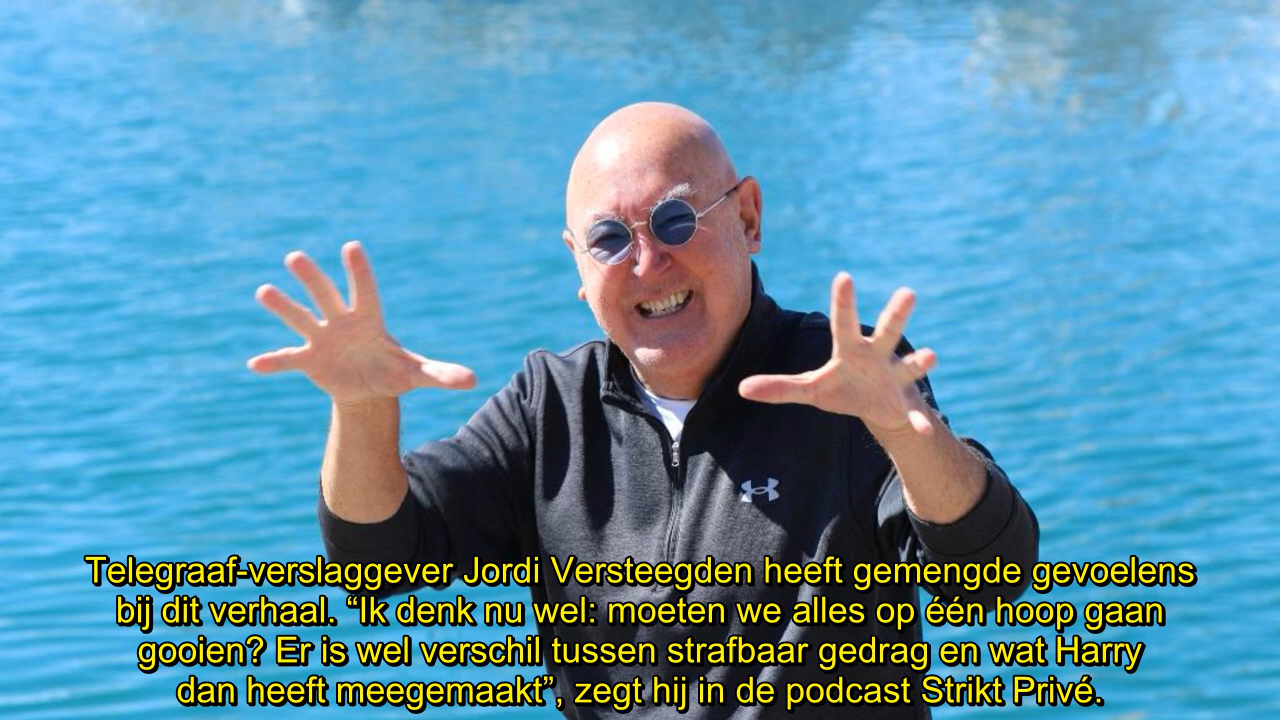 Telegraaf-verslaggever Jordi Versteegden heeft gemengde gevoelens
bij dit verhaal. “Ik denk nu wel: moeten we alles op één hoop gaan
gooien? Er is wel verschil tussen strafbaar gedrag en wat Harry
dan heeft meegemaakt”, zegt hij in de podcast Strikt Privé.